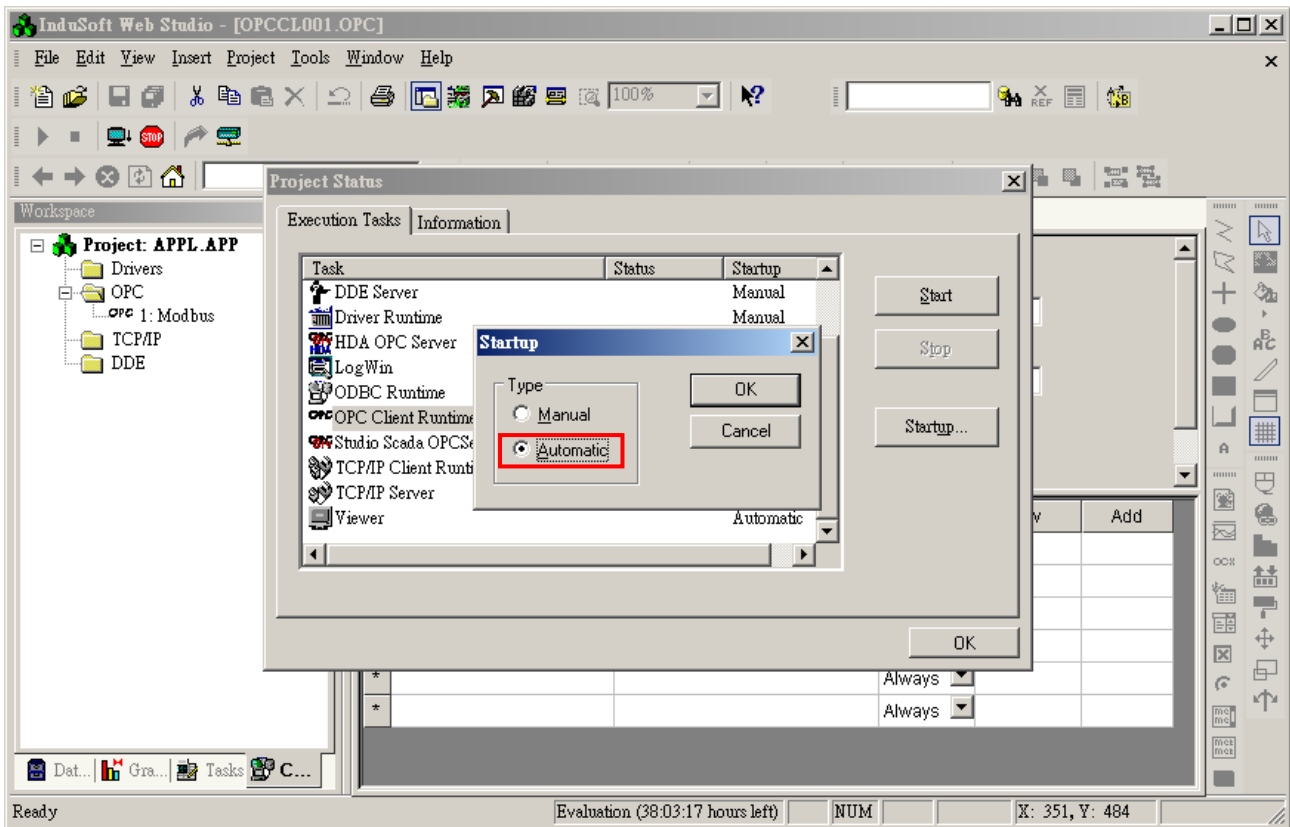 InduSoft Web Studio - [OPCCL001.OPC]
File Edit View Insert Project Tools Window Help
100%
XREF
STOP
Project Status
Workspace
Execution Tasks Information
Project: APPL.APP
Drivers
OPC
OPC 1: Modbus
TCP/IP
DDE
Task Status Startup
DDE Server Manual
Driver Runtime Manual
HDA OPC Server
LogWin
ODBC Runtime
OPC Client Runtime
Studio Scada OPCSe
TCP/IP Client Runti
TCP/IP Server
Viewer Automatic
Start
Stop
Startup...
Startup
Type
Manual
Automatic
OK
Cancel
OK
Add
* Always
* Always
Dat... Gra... Tasks C...
Ready Evaluation (38:03:17 hours left) NUM X: 351, Y: 484